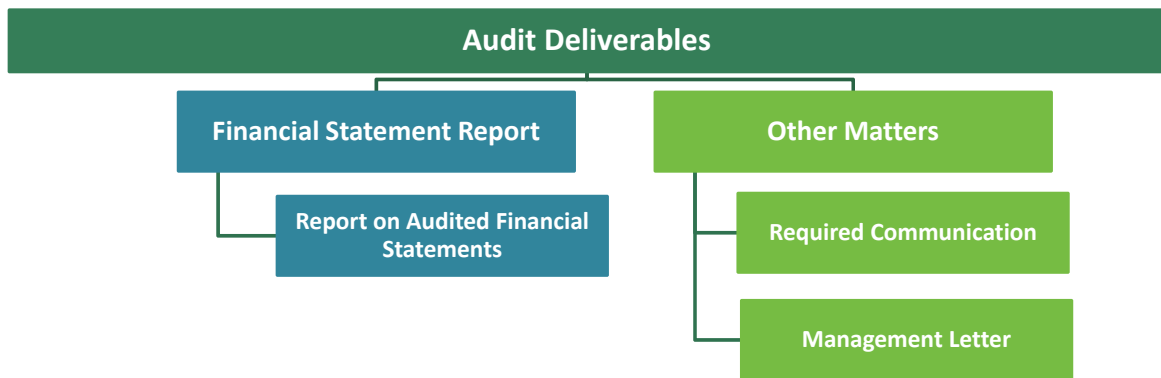 Audit Deliverables
Financial Statement Report
Other Matters
Report on Audited Financial
Statements
Required Communication
Management Letter